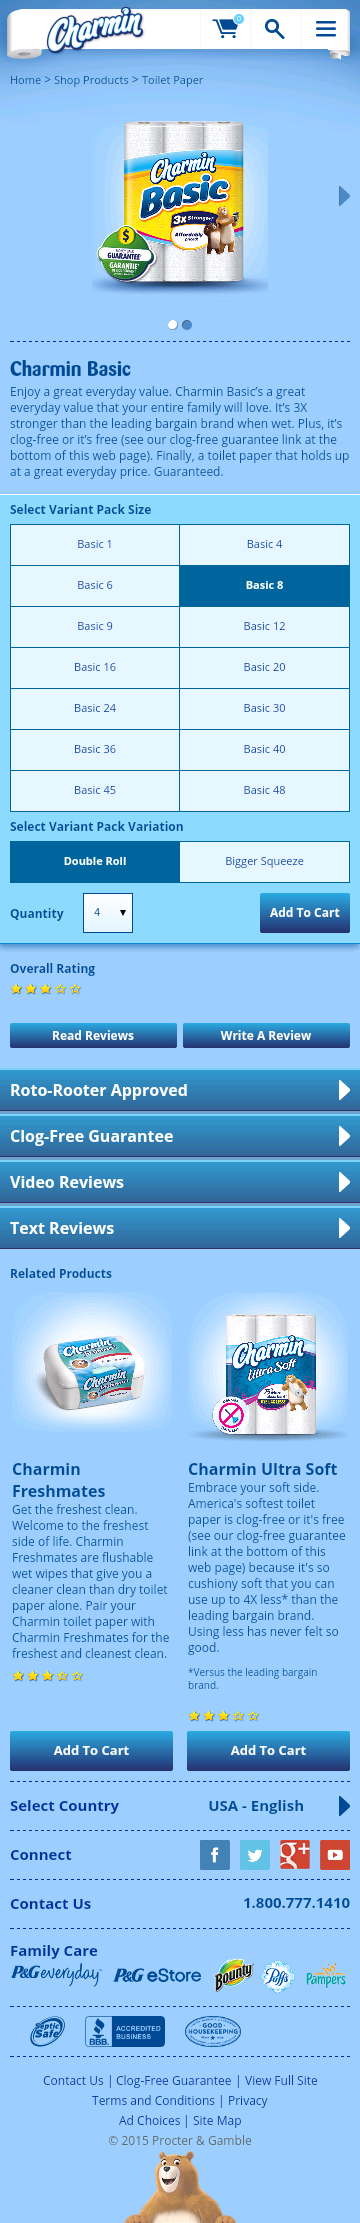 Charmin
0
Home > Shop Products > Toilet Paper
Charmin
Basic
3x Stronger*
Affordably
priced!
$
GUARANTEE
GARANTIE
Charmin Basic
Enjoy a great everyday value. Charmin Basic's a great
everyday value that your entire family will love. It's 3X
stronger than the leading bargain brand when wet. Plus, it's
clog-free or it's free (see our clog-free guarantee link at the
bottom of this web page). Finally, a toilet paper that holds up
at a great everyday price. Guaranteed.
Select Variant Pack Size
Basic 1 Basic 4
Basic 6 Basic 8
Basic 9 Basic 12
Basic 16 Basic 20
Basic 24 Basic 30
Basic 36 Basic 40
Basic 45 Basic 48
Select Variant Pack Variation
Double Roll Bigger Squeeze
Quantity 4 Add To Cart
Overall Rating
Read Reviews Write A Review
Roto-Rooter Approved
Clog-Free Guarantee
Video Reviews
Text Reviews
Related Products
Charmin
Charmin
Charmin
Ultra Soft
Charmin
Freshmates
Get the freshest clean.
Welcome to the freshest
side of life. Charmin
Freshmates are flushable
wet wipes that give you a
cleaner clean than dry toilet
paper alone. Pair your
Charmin toilet paper with
Charmin Freshmates for the
freshest and cleanest clean.
Charmin Ultra Soft
Embrace your soft side.
America's softest toilet
paper is clog-free or it's free
(see our clog-free guarantee
link at the bottom of this
web page) because it's so
cushiony soft that you can
use up to 4X less* than the
leading bargain brand.
Using less has never felt so
good.
*Versus the leading bargain
brand.
Add To Cart Add To Cart
Select Country USA - English
Connect f g+
Contact Us 1.800.777.1410
Family Care
P&G everyday P&G eStore Bounty Puffs Pampers
Septic Safe BBB ACCREDITED BUSINESS GOOD HOUSEKEEPING
Contact Us | Clog-Free Guarantee | View Full Site
Terms and Conditions | Privacy
Ad Choices | Site Map
© 2015 Procter & Gamble